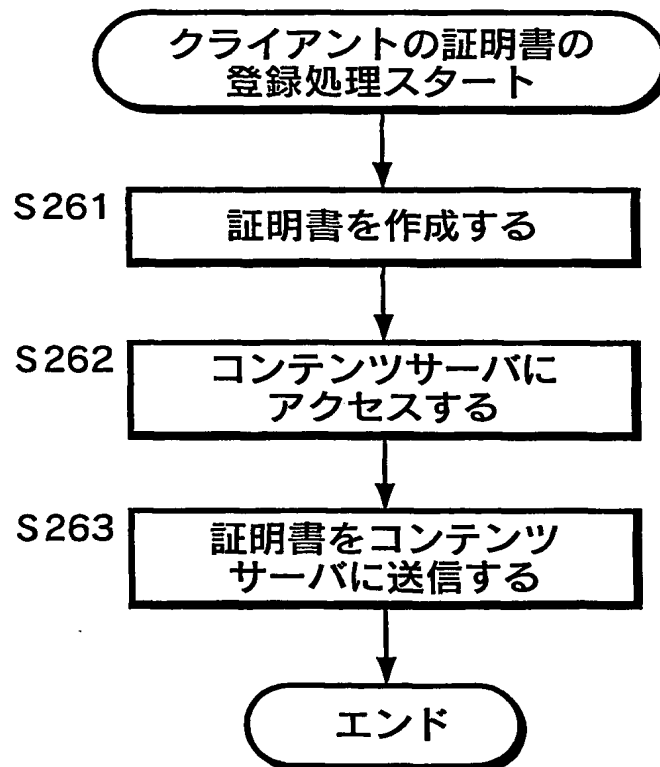 クライアントの証明書の
登録処理スタート
S261
証明書を作成する
S262
コンテンツサーバに
アクセスする
S263
証明書をコンテンツ
サーバに送信する
エンド